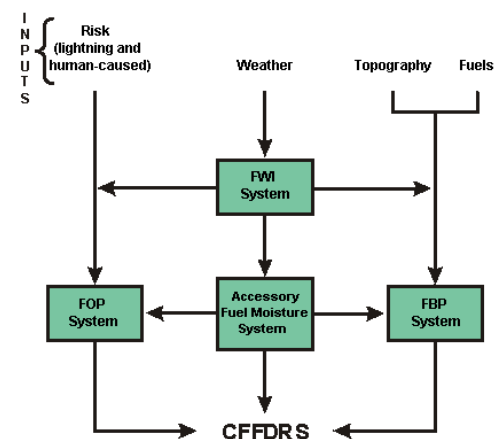 INPUTS
Risk
(lightning and
human-caused)
Weather
Topography
Fuels
FWI
System
FOP
System
Accessory
Fuel Moisture
System
FBP
System
CFFDRS